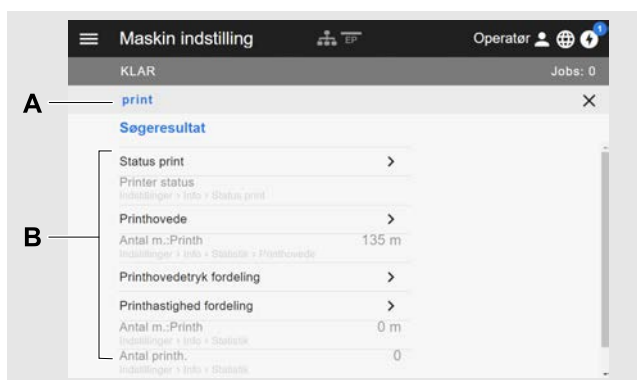 Maskin indstilling EP Operatør 1
KLAR Jobs: 0
A print
Søgeresultat
Status print
Printer status
Indstillinger > Info > Status print
B
Printhovede
Antal m.:Printh 135 m
Indstillinger > Info > Statistik > Printhovede
Printhovedetryk fordeling
Printhastighed fordeling
Antal m.:Printh 0 m
Indstillinger > Info > Statistik
Antal printh. 0
Indstillinger > Info > Statistik